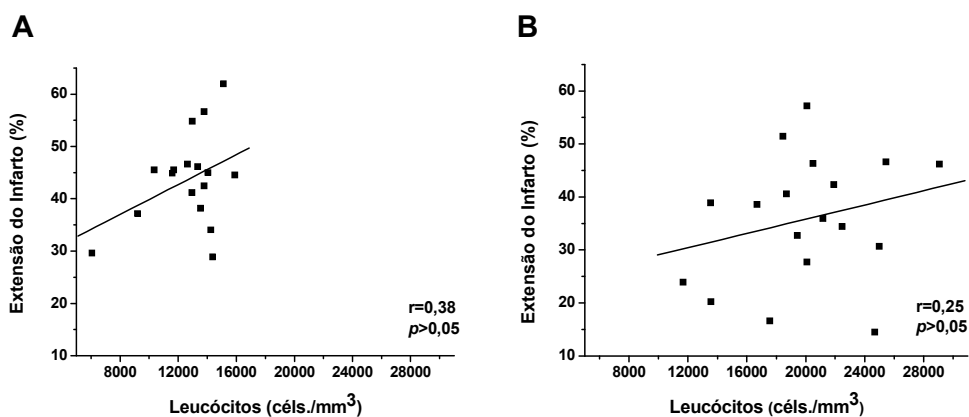 A
Extensão do Infarto (%)
60
50
40
30
20
10
r=0,38
p>0,05
8000 12000 16000 20000 24000 28000
Leucócitos (céls./mm³)
B
Extensão do Infarto (%)
60
50
40
30
20
10
r=0,25
p>0,05
8000 12000 16000 20000 24000 28000
Leucócitos (céls./mm³)